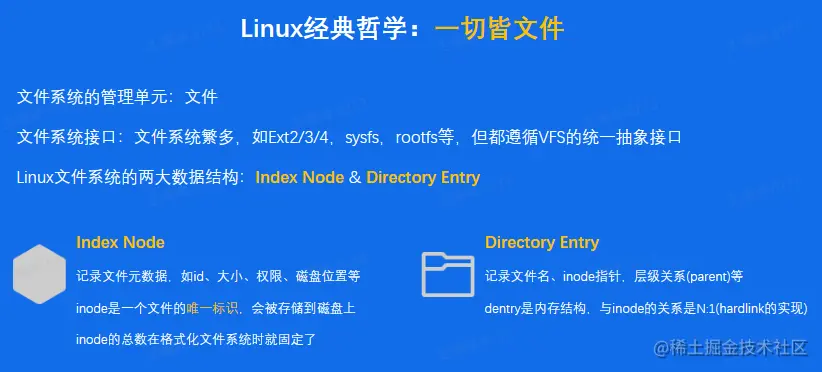 Linux经典哲学：一切皆文件
文件系统的管理单元：文件
文件系统接口：文件系统繁多，如Ext2/3/4，sysfs，rootfs等，但都遵循VFS的统一抽象接口
Linux文件系统的两大数据结构：Index Node & Directory Entry
Index Node
记录文件元数据，如id、大小、权限、磁盘位置等
inode是一个文件的唯一标识，会被存储到磁盘上
inode的总数在格式化文件系统时就固定了
Directory Entry
记录文件名、inode指针，层级关系(parent)等
dentry是内存结构，与inode的关系是N:1(hardlink的实现)
@稀土掘金技术社区